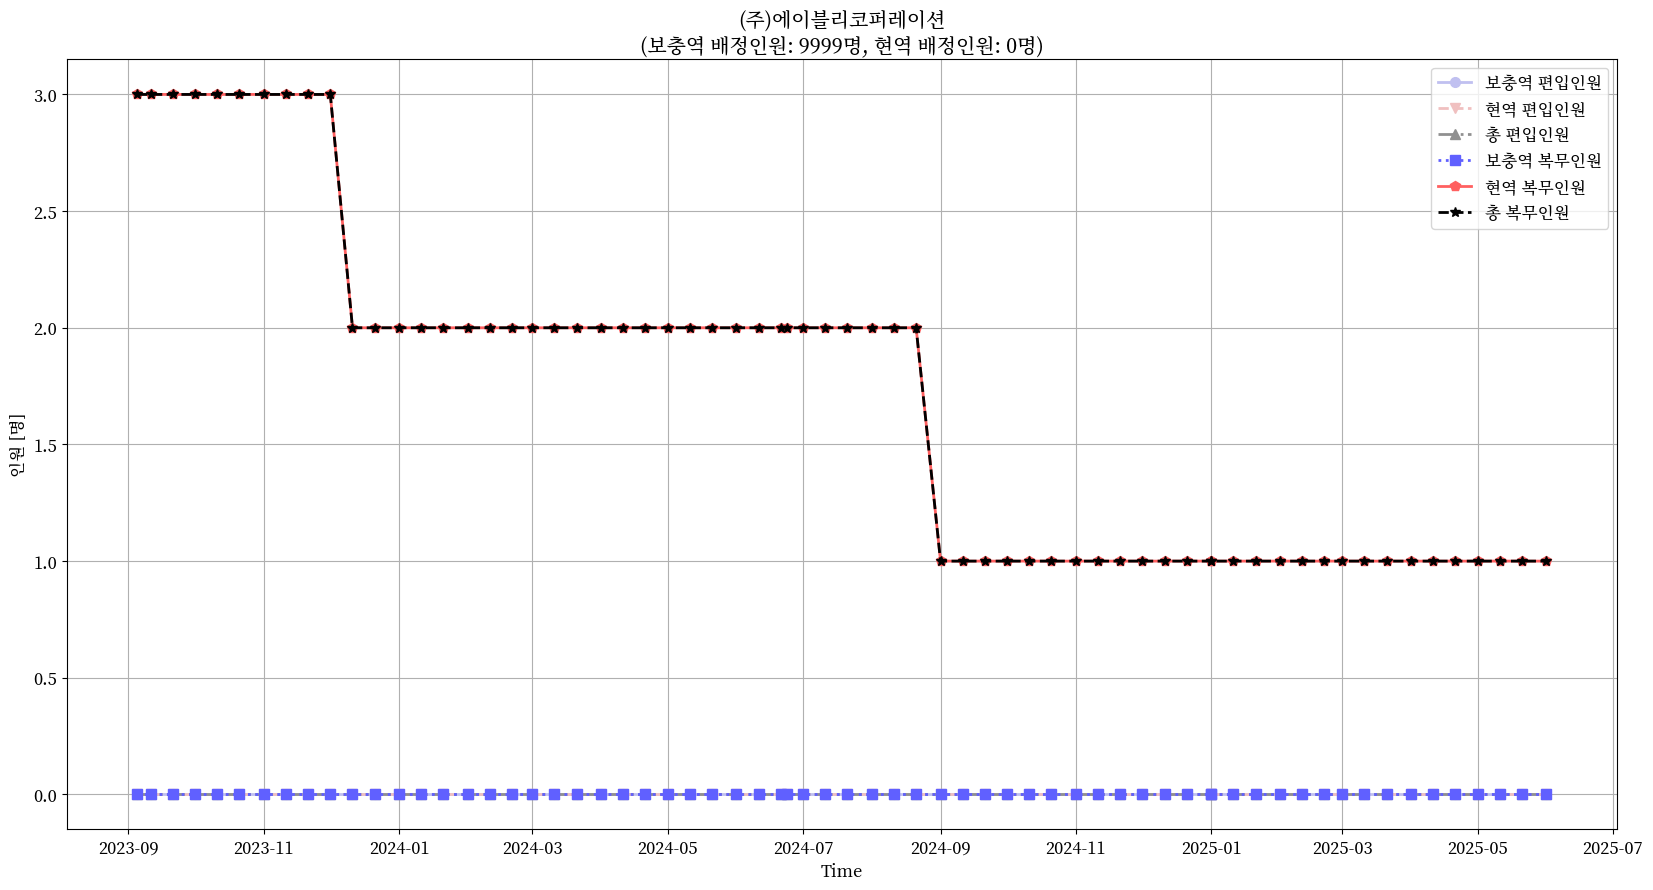 (주)에이블리코퍼레이션
(보충역 배정인원: 9999명, 현역 배정인원: 0명)
보충역 편입인원
현역 편입인원
총 편입인원
보충역 복무인원
현역 복무인원
총 복무인원
인원 [명]
3.0
2.5
2.0
1.5
1.0
0.5
0.0
2023-09 2023-11 2024-01 2024-03 2024-05 2024-07 2024-09 2024-11 2025-01 2025-03 2025-05 2025-07
Time